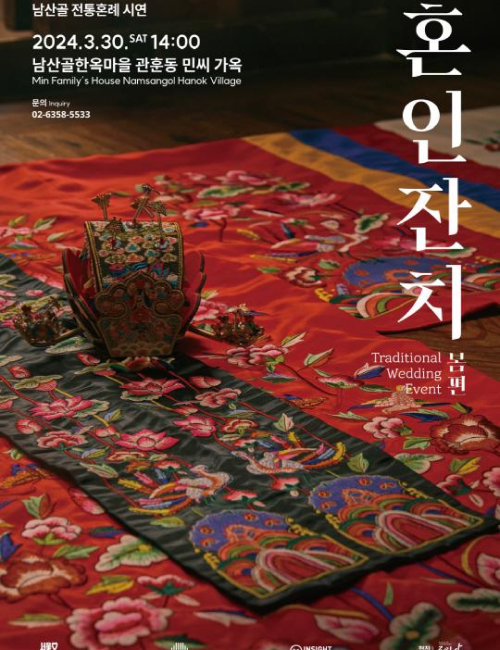 남산골 전통혼례 시연
2024.3.30.SAT 14:00
남산골한옥마을 관훈동 민씨 가옥
Min Family's House Namsangol Hanok Village
문의 Inquiry
02-6358-5533
혼인잔치
봄편
Traditional
Wedding
Event
INSIGHT